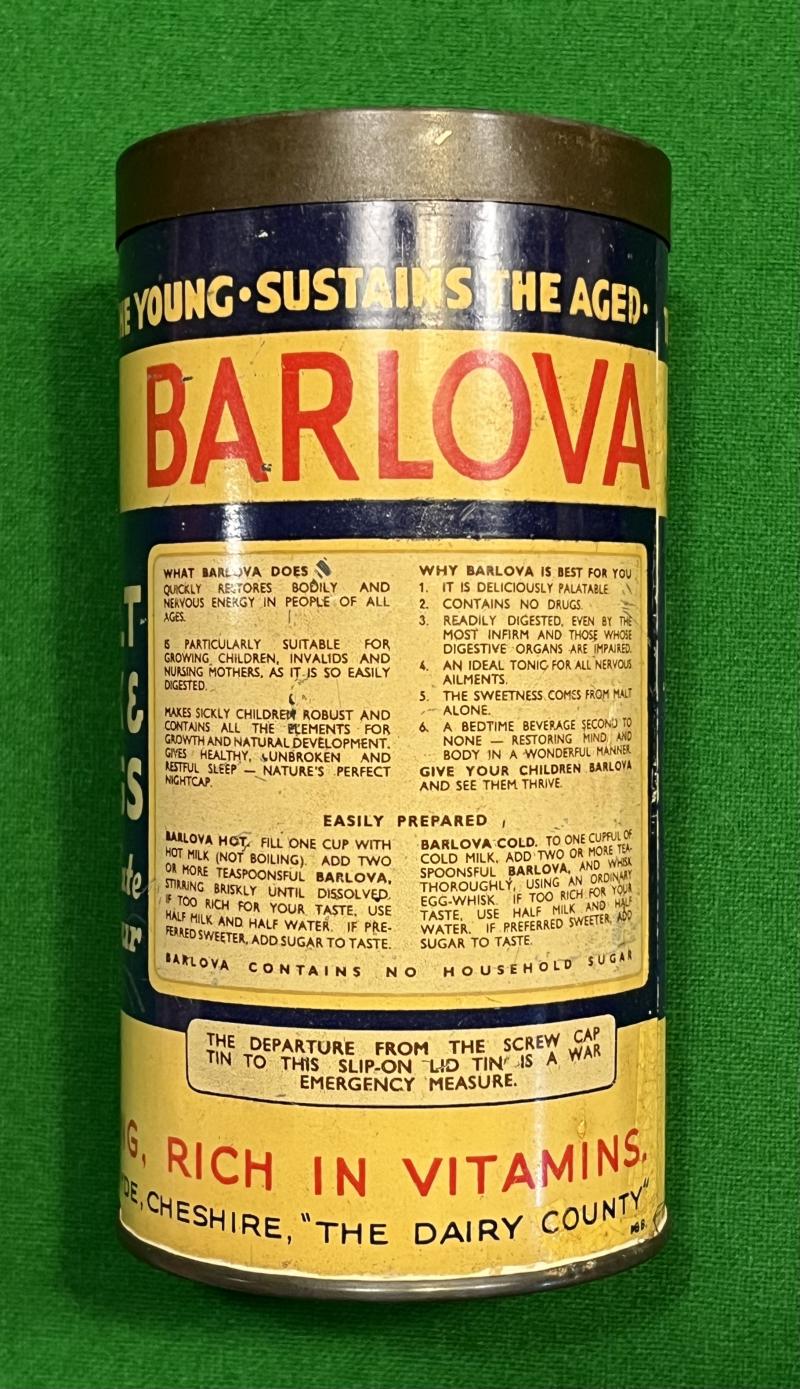 YOUNG • SUSTAINS THE AGED •
BARLOVA
WHAT BARLOVA DOES
QUICKLY RESTORES BODILY AND
NERVOUS ENERGY IN PEOPLE OF ALL
AGES.
IS PARTICULARLY SUITABLE FOR
GROWING CHILDREN, INVALIDS AND
NURSING MOTHERS, AS IT IS SO EASILY
DIGESTED.
MAKES SICKLY CHILDREN ROBUST AND
CONTAINS ALL THE ELEMENTS FOR
GROWTH AND NATURAL DEVELOPMENT.
GIVES HEALTHY, UNBROKEN AND
RESTFUL SLEEP — NATURE'S PERFECT
NIGHTCAP.
WHY BARLOVA IS BEST FOR YOU
1. IT IS DELICIOUSLY PALATABLE.
2. CONTAINS NO DRUGS.
3. READILY DIGESTED, EVEN BY THE
MOST INFIRM AND THOSE WHOSE
DIGESTIVE ORGANS ARE IMPAIRED.
4. AN IDEAL TONIC FOR ALL NERVOUS
AILMENTS.
5. THE SWEETNESS COMES FROM MALT
ALONE.
6. A BEDTIME BEVERAGE SECOND TO
NONE — RESTORING MIND AND
BODY IN A WONDERFUL MANNER.
GIVE YOUR CHILDREN BARLOVA
AND SEE THEM THRIVE.
EASILY PREPARED
BARLOVA HOT. FILL ONE CUP WITH
HOT MILK (NOT BOILING). ADD TWO
OR MORE TEASPOONSFUL BARLOVA,
STIRRING BRISKLY UNTIL DISSOLVED.
IF TOO RICH FOR YOUR TASTE, USE
HALF MILK AND HALF WATER. IF PRE-
FERRED SWEETER, ADD SUGAR TO TASTE.
BARLOVA COLD. TO ONE CUPFUL OF
COLD MILK, ADD TWO OR MORE TEA-
SPOONSFUL BARLOVA, AND WHISK
THOROUGHLY, USING AN ORDINARY
EGG-WHISK. IF TOO RICH FOR YOUR
TASTE, USE HALF MILK AND HALF
WATER. IF PREFERRED SWEETER, ADD
SUGAR TO TASTE.
BARLOVA CONTAINS NO HOUSEHOLD SUGAR
THE DEPARTURE FROM THE SCREW CAP
TIN TO THIS SLIP-ON LID TIN IS A WAR
EMERGENCY MEASURE.
RICH IN VITAMINS.
CHESHIRE, "THE DAIRY COUNTY"